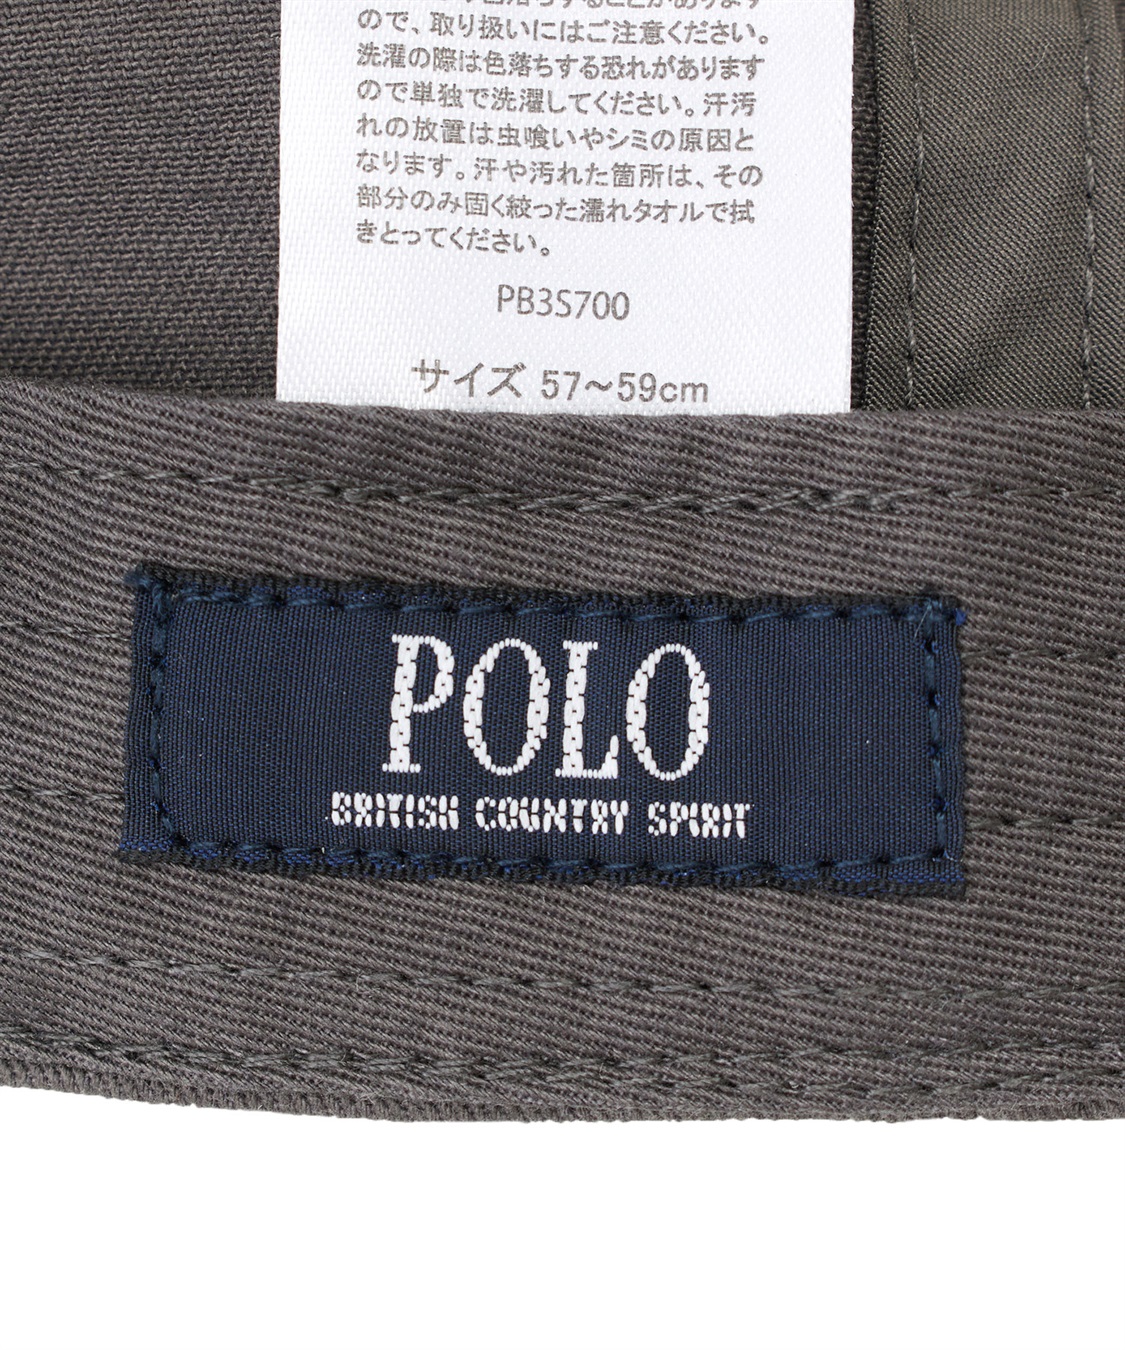 ので、取り扱いにはご注意ください。
洗濯の際は色落ちする恐れがあります
ので単独で洗濯してください。汗汚
れの放置は虫喰いやシミの原因と
なります。汗や汚れた箇所は、その
部分のみ固く絞った濡れタオルで拭
きとってください。
PB3S700
サイズ 57～59cm
POLO
BRITISH COUNTRY SPIRIT